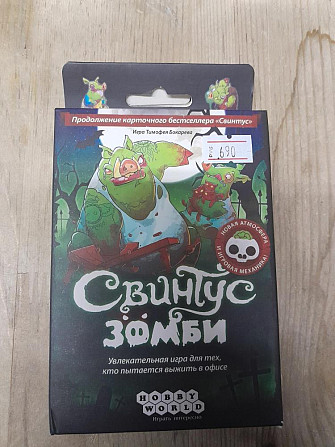 Продолжение карточного бестселлера «Свинтус»
Игра Тимофея Бокарева
690
НОВАЯ АТМОСФЕРА
И ИГРОВАЯ МЕХАНИКА!
Свинтус
ЗОМБИ
Увлекательная игра для тех,
кто пытается выжить в офисе
HOBBY
WORLD
Играть интересно